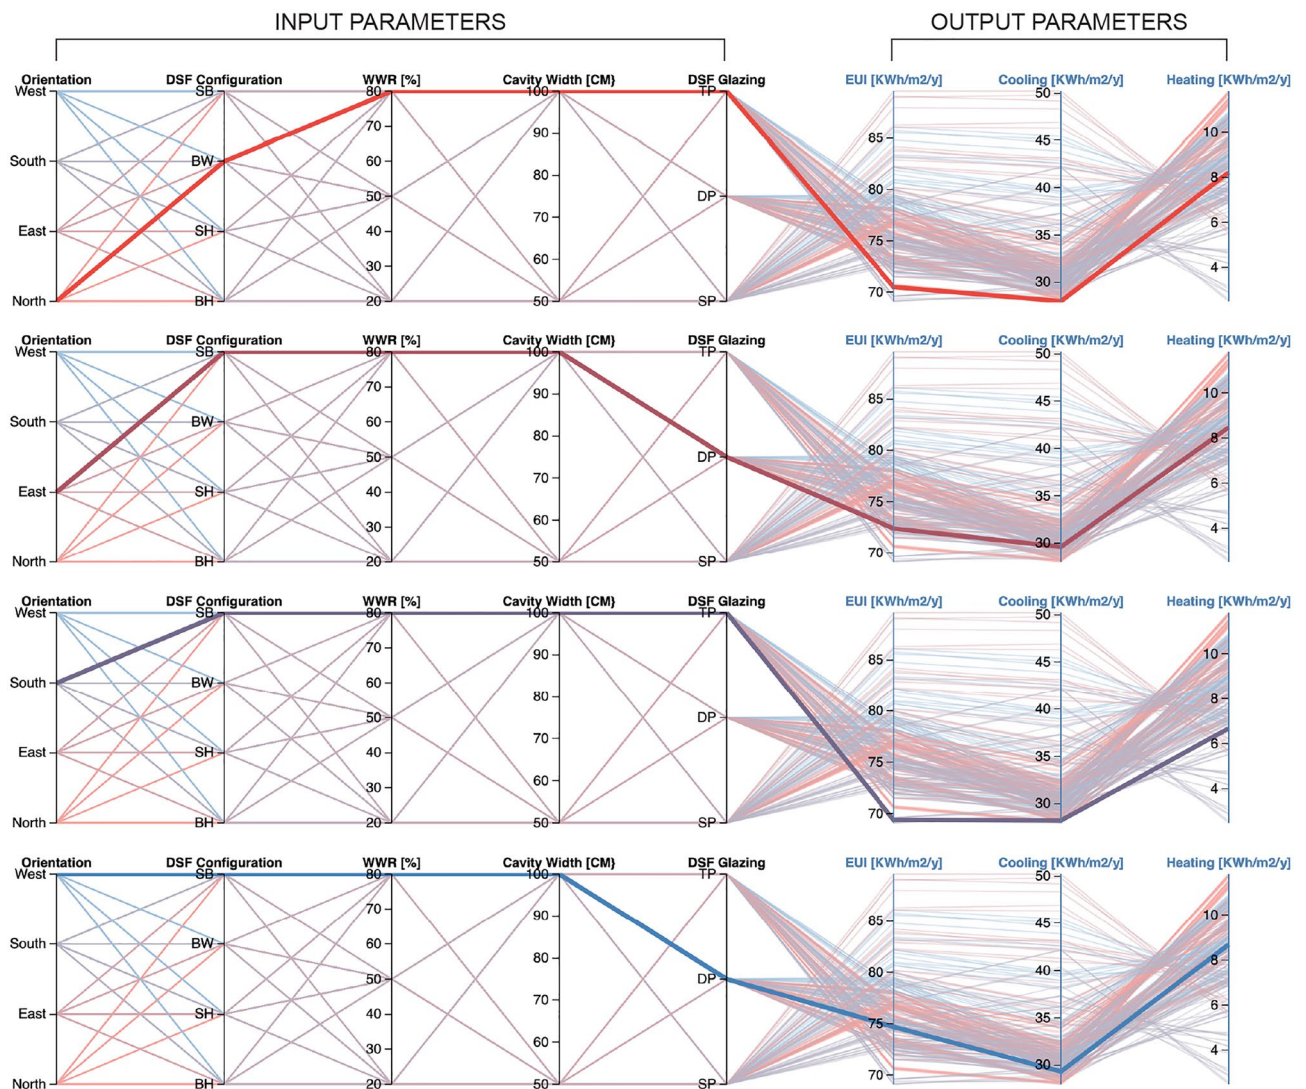 INPUT PARAMETERS OUTPUT PARAMETERS
Orientation DSF Configuration WWR [%] Cavity Width [CM} DSF Glazing EUI [KWh/m2/y] Cooling [KWh/m2/y] Heating [KWh/m2/y]
West SB 80 100 TP 50
70 90 85 45 10
South BW 60 80 80 40 8
50 DP
East SH 40 70 75 35 6
30 60 70 30 4
North BH 20 50 SP
Orientation DSF Configuration WWR [%] Cavity Width [CM} DSF Glazing EUI [KWh/m2/y] Cooling [KWh/m2/y] Heating [KWh/m2/y]
West SB 80 100 TP 50
70 90 85 45 10
South BW 60 80 80 40 8
50 DP
East SH 40 70 75 35 6
30 60 70 30 4
North BH 20 50 SP
Orientation DSF Configuration WWR [%] Cavity Width [CM} DSF Glazing EUI [KWh/m2/y] Cooling [KWh/m2/y] Heating [KWh/m2/y]
West SB 80 100 TP 50
70 90 85 45 10
South BW 60 80 80 40 8
50 DP
East SH 40 70 75 35 6
30 60 70 30 4
North BH 20 50 SP
Orientation DSF Configuration WWR [%] Cavity Width [CM} DSF Glazing EUI [KWh/m2/y] Cooling [KWh/m2/y] Heating [KWh/m2/y]
West SB 80 100 TP 50
70 90 85 45 10
South BW 60 80 80 40 8
50 DP
East SH 40 70 75 35 6
30 60 70 30 4
North BH 20 50 SP